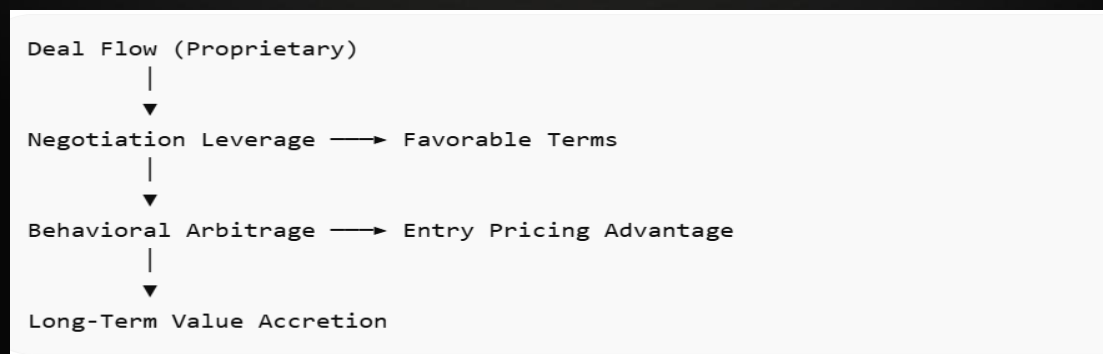 Deal Flow (Proprietary)
Negotiation Leverage ───► Favorable Terms
Behavioral Arbitrage ───► Entry Pricing Advantage
Long-Term Value Accretion